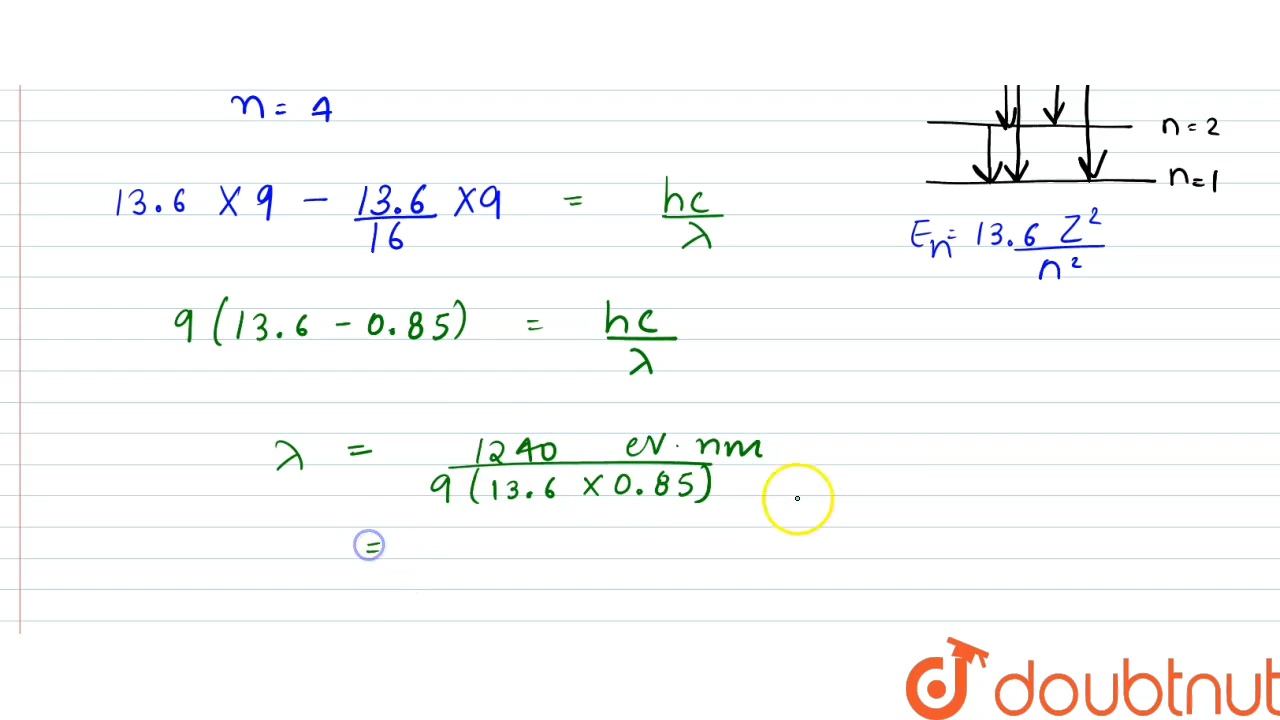 n = 4
n = 2
n = 1
13.6 × 9 − 13.6/16 × 9 = hc/λ
En = 13.6 Z²/n²
9 (13.6 − 0.85) = hc/λ
λ = 1240 eV. nm/9 (13.6 × 0.85)
=
doubtnut